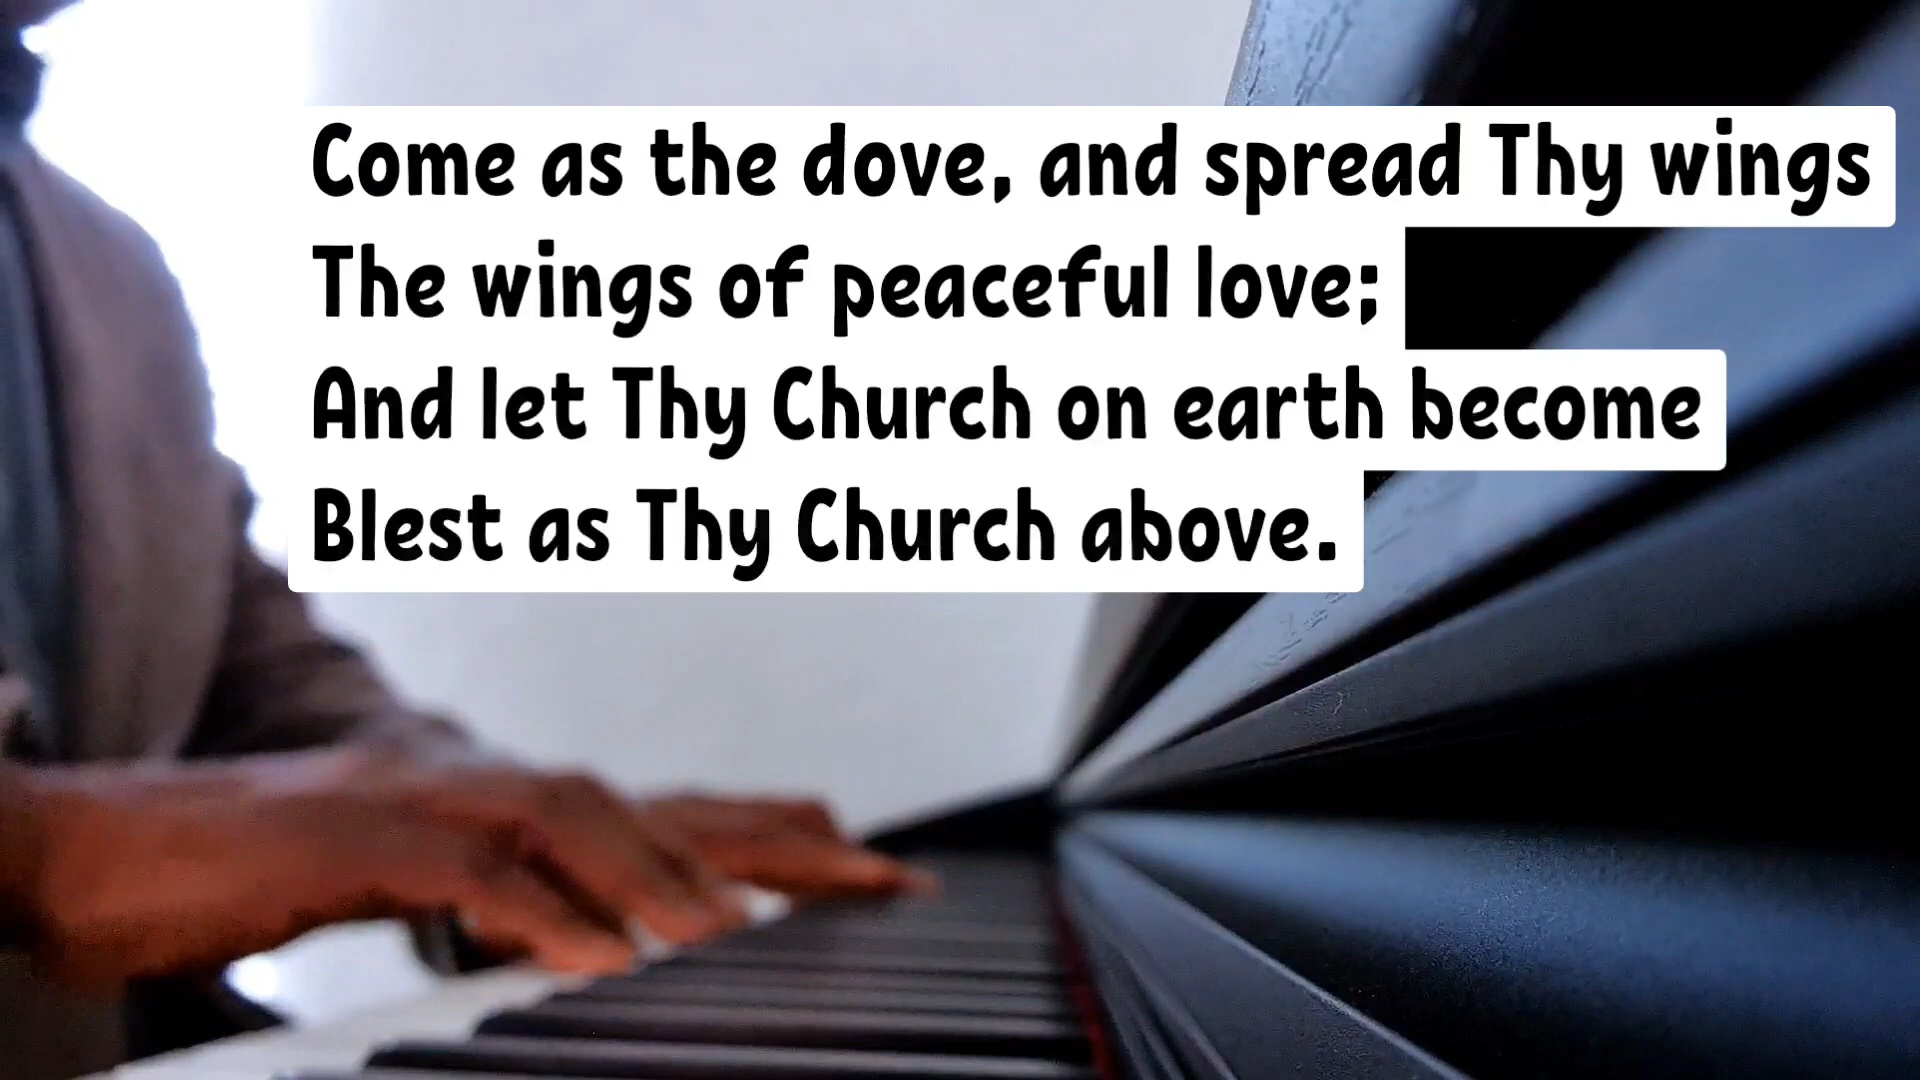 Come as the dove, and spread Thy wings
The wings of peaceful love;
And let Thy Church on earth become
Blest as Thy Church above.